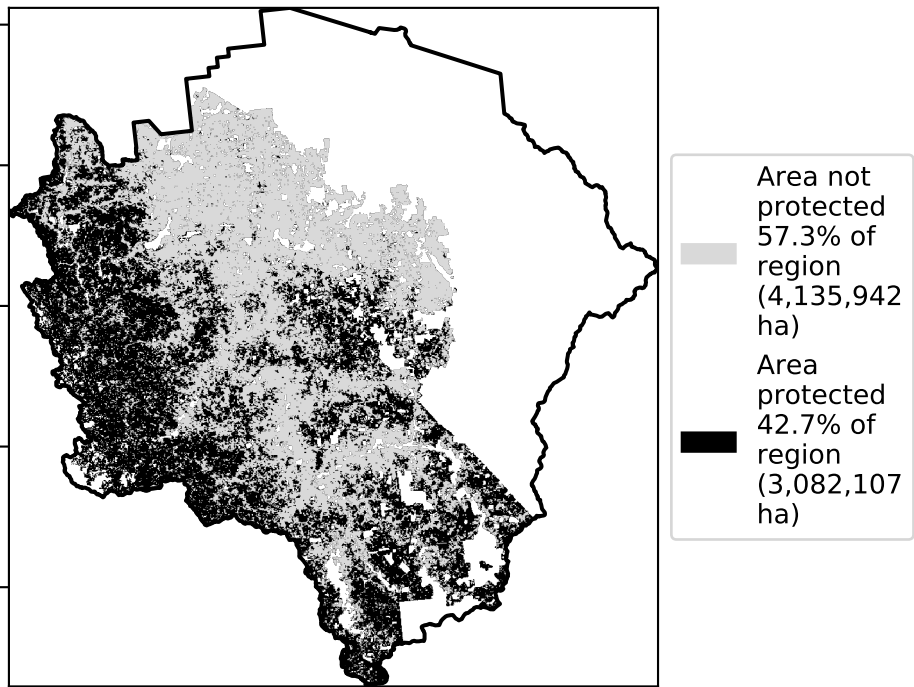 Area not
protected
57.3% of
region
(4,135,942
ha)
Area
protected
42.7% of
region
(3,082,107
ha)